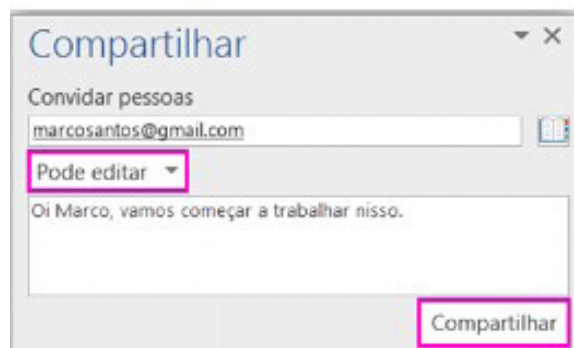 Compartilhar
Convidar pessoas
marcosantos@gmail.com
Pode editar
Oi Marco, vamos começar a trabalhar nisso.
Compartilhar